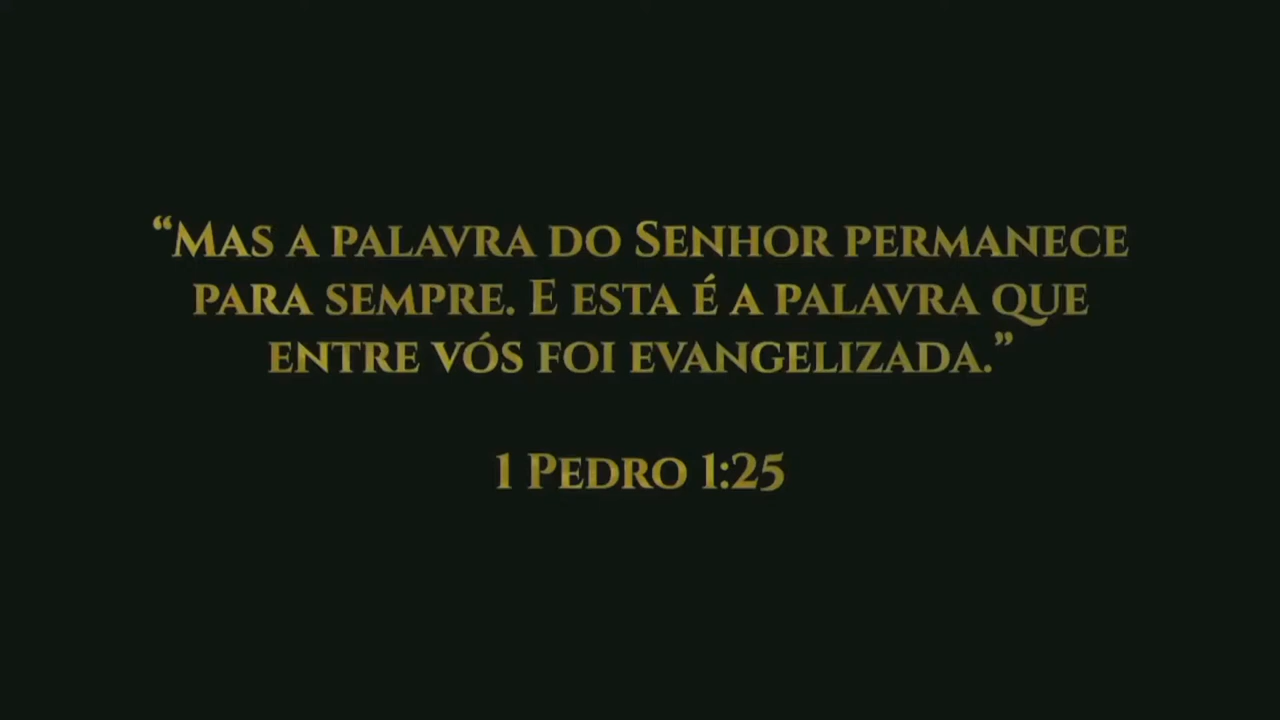 “Mas a palavra do Senhor permanece
para sempre. E esta é a palavra que
entre vós foi evangelizada.”
1 Pedro 1:25